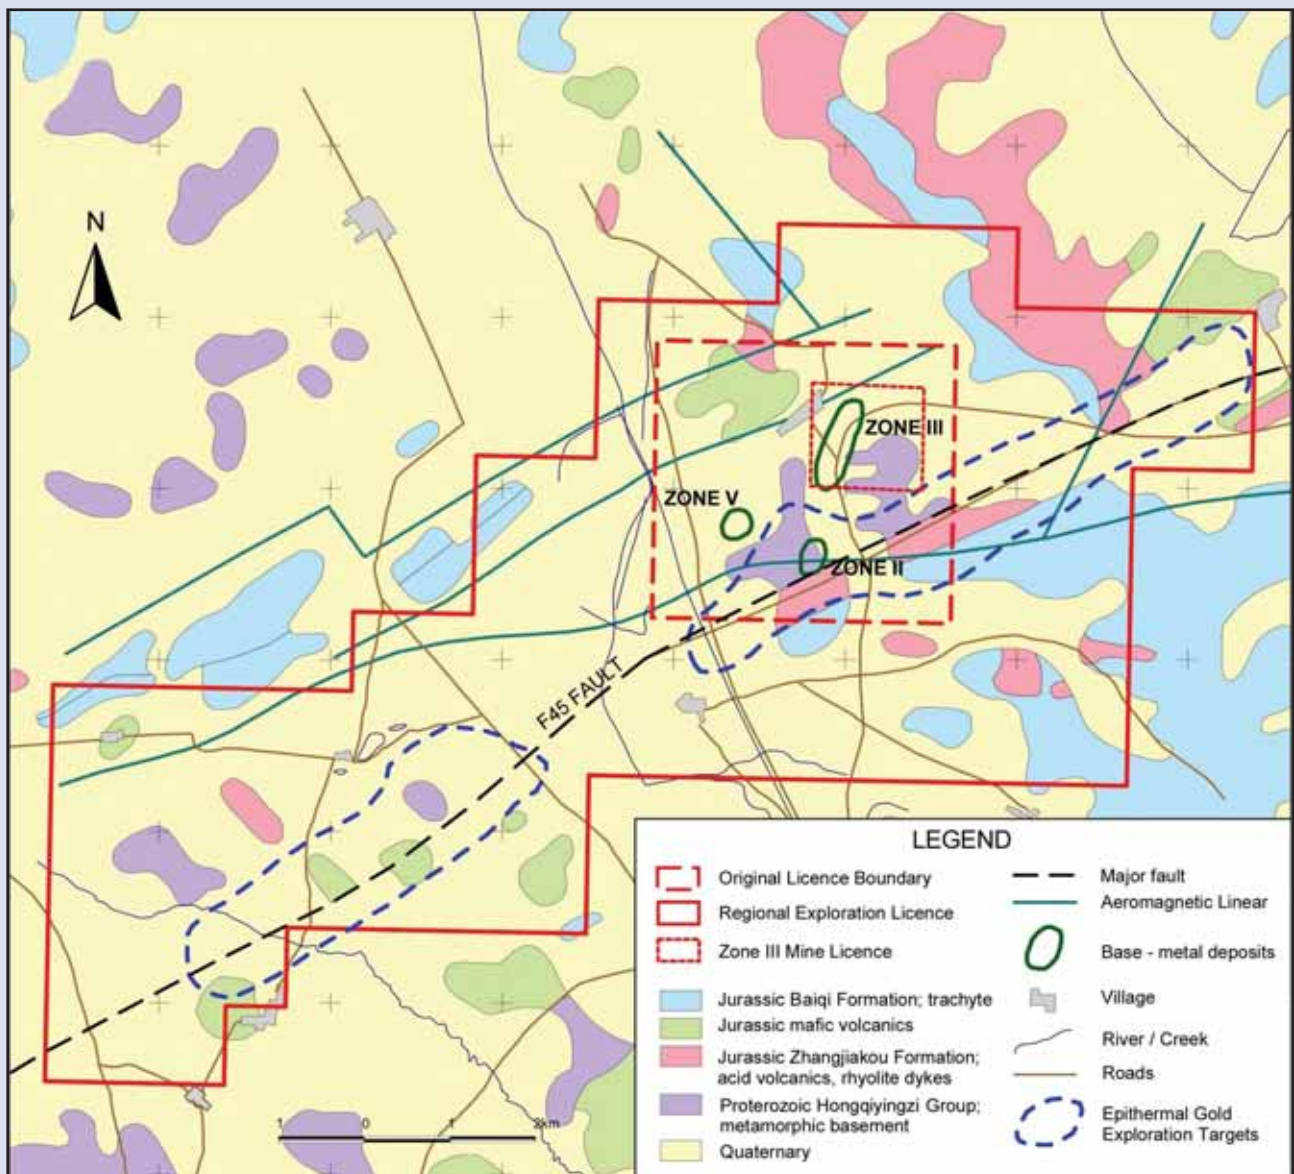 N
ZONE III
ZONE V
ZONE II
F45 FAULT
LEGEND
Original Licence Boundary
Regional Exploration Licence
Zone III Mine Licence
Jurassic Baiqi Formation; trachyte
Jurassic mafic volcanics
Jurassic Zhangjiakou Formation;
acid volcanics, rhyolite dykes
Proterozoic Hongqiyingzi Group;
metamorphic basement
Quaternary
Major fault
Aeromagnetic Linear
Base - metal deposits
Village
River / Creek
Roads
Epithermal Gold
Exploration Targets
1 0 1 2km